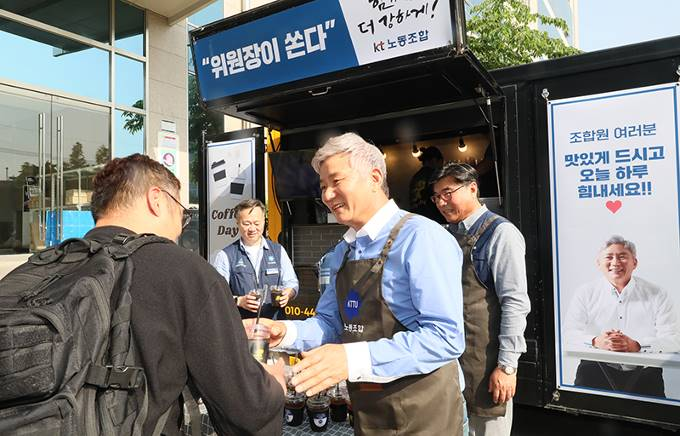 “위원장이 쏜다”
더 강하게!
kt 노동조합
Coffee
Day
조합원 여러분
맛있게 드시고
오늘 하루
힘내세요!!
010-44
KTTU
노동조합